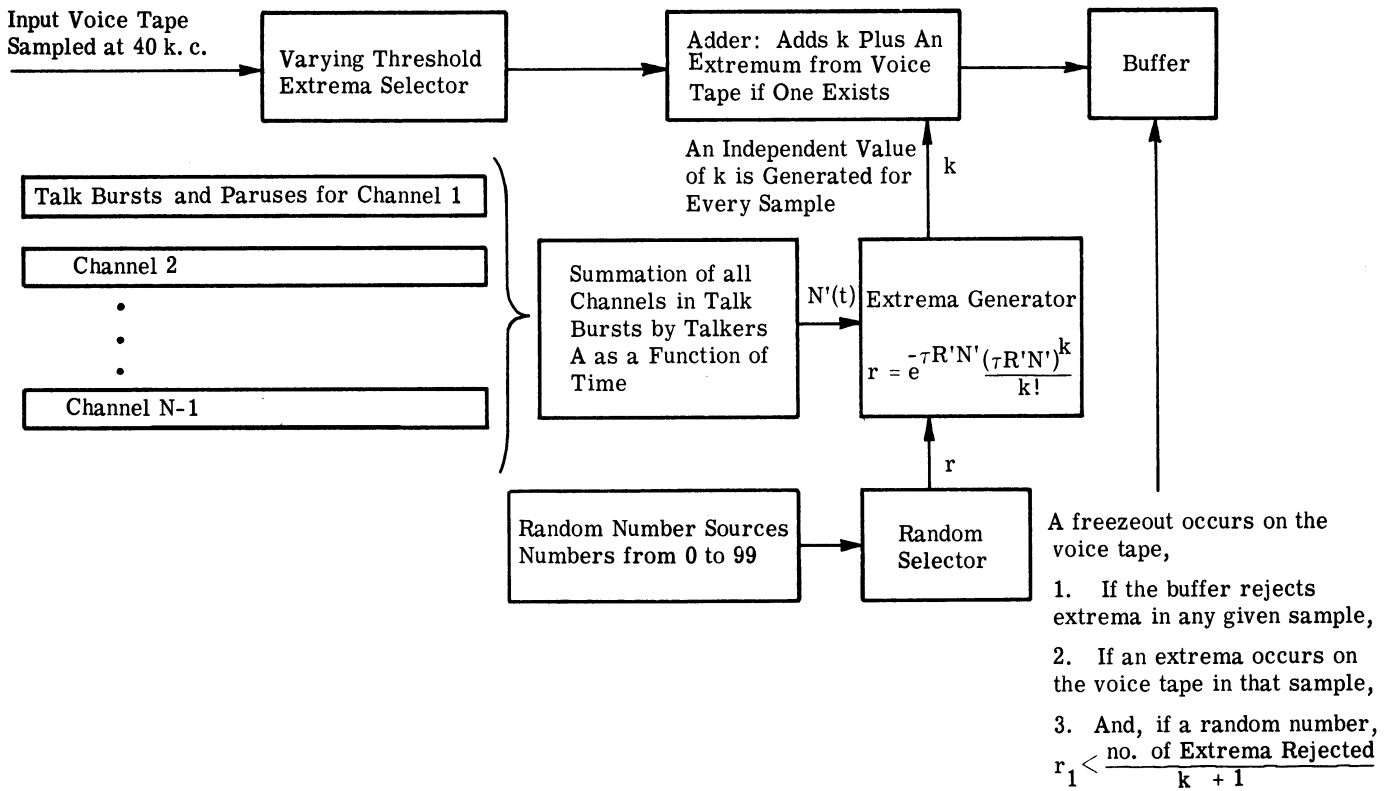 Input Voice Tape
Sampled at 40 k. c.
Varying Threshold
Extrema Selector
Adder: Adds k Plus An
Extremum from Voice
Tape if One Exists
Buffer
An Independent Value
of k is Generated for
Every Sample
k
Talk Bursts and Paruses for Channel 1
Channel 2
Channel N-1
Summation of all
Channels in Talk
Bursts by Talkers
A as a Function of
Time
N'(t)
Extrema Generator
r = e^{-τR'N'} \frac{(τR'N')^k}{k!}
r
Random Number Sources
Numbers from 0 to 99
Random
Selector
A freezeout occurs on the
voice tape,
1. If the buffer rejects
extrema in any given sample,
2. If an extrema occurs on
the voice tape in that sample,
3. And, if a random number,
r_1 < \frac{no. of Extrema Rejected}{k + 1}